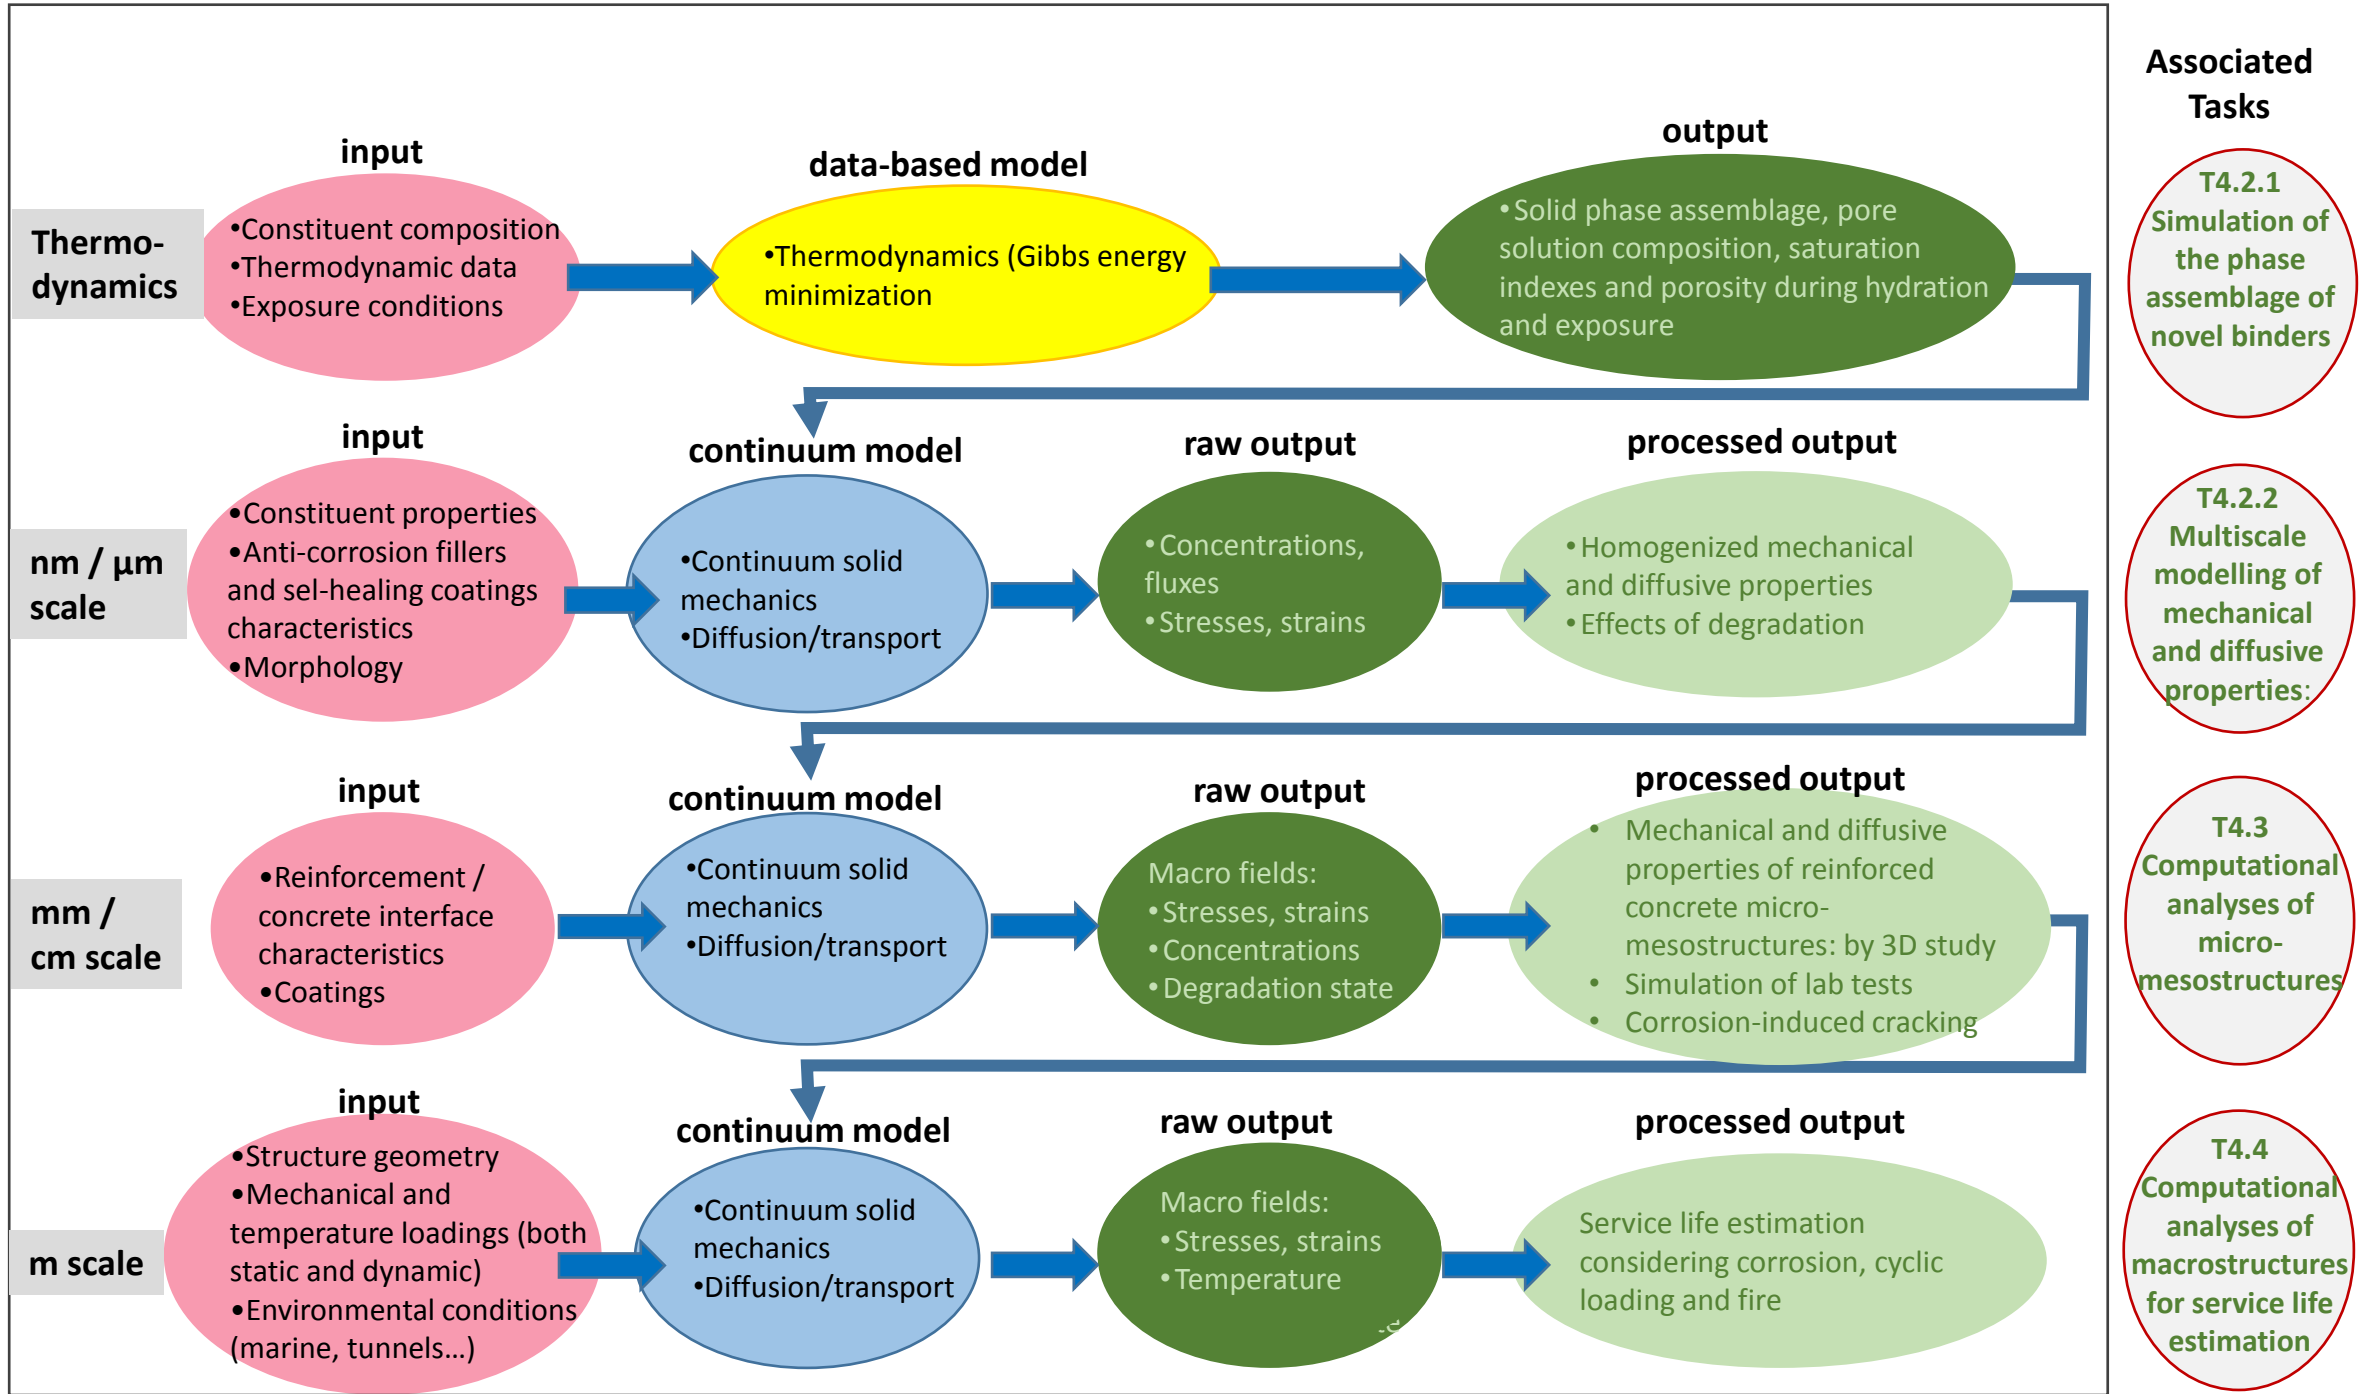 Associated
Tasks
input
data-based model
output
Thermo-
dynamics
•Constituent composition
•Thermodynamic data
•Exposure conditions
•Thermodynamics (Gibbs energy
minimization
•Solid phase assemblage, pore
solution composition, saturation
indexes and porosity during hydration
and exposure
T4.2.1
Simulation of
the phase
assemblage of
novel binders
input
continuum model
raw output
processed output
nm / µm
scale
•Constituent properties
•Anti-corrosion fillers
and sel-healing coatings
characteristics
•Morphology
•Continuum solid
mechanics
•Diffusion/transport
•Concentrations,
fluxes
•Stresses, strains
•Homogenized mechanical
and diffusive properties
•Effects of degradation
T4.2.2
Multiscale
modelling of
mechanical
and diffusive
properties:
input
continuum model
raw output
processed output
mm /
cm scale
•Reinforcement /
concrete interface
characteristics
•Coatings
•Continuum solid
mechanics
•Diffusion/transport
Macro fields:
•Stresses, strains
•Concentrations
•Degradation state
• Mechanical and diffusive
properties of reinforced
concrete micro-
mesostructures: by 3D study
• Simulation of lab tests
• Corrosion-induced cracking
T4.3
Computational
analyses of
micro-
mesostructures
input
continuum model
raw output
processed output
m scale
•Structure geometry
•Mechanical and
temperature loadings (both
static and dynamic)
•Environmental conditions
(marine, tunnels…)
•Continuum solid
mechanics
•Diffusion/transport
Macro fields:
•Stresses, strains
•Temperature
Service life estimation
considering corrosion, cyclic
loading and fire
T4.4
Computational
analyses of
macrostructures
for service life
estimation